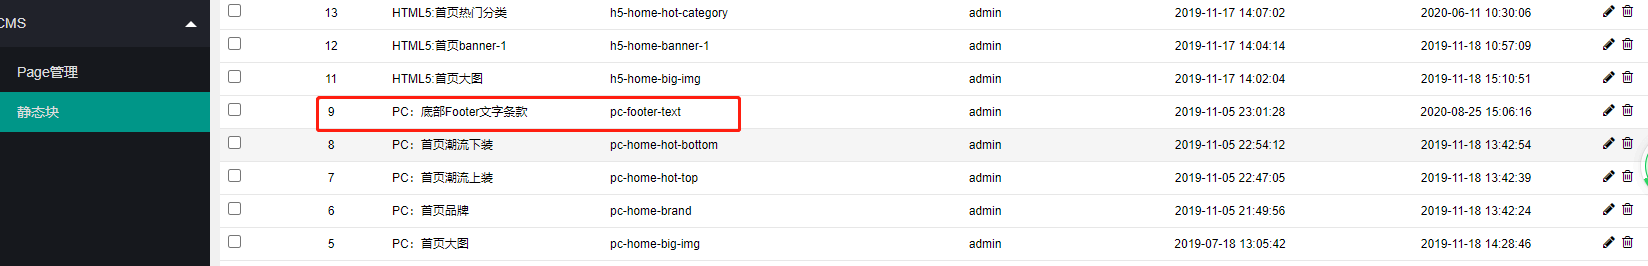 CMS
Page管理
静态块
13 HTML5:首页热门分类 h5-home-hot-category admin 2019-11-17 14:07:02 2020-06-11 10:30:06
12 HTML5:首页banner-1 h5-home-banner-1 admin 2019-11-17 14:04:14 2019-11-18 10:57:09
11 HTML5:首页大图 h5-home-big-img admin 2019-11-17 14:02:04 2019-11-18 15:10:51
9 PC：底部Footer文字条款 pc-footer-text admin 2019-11-05 23:01:28 2020-08-25 15:06:16
8 PC：首页潮流下装 pc-home-hot-bottom admin 2019-11-05 22:54:12 2019-11-18 13:42:54
7 PC：首页潮流上装 pc-home-hot-top admin 2019-11-05 22:47:05 2019-11-18 13:42:39
6 PC：首页品牌 pc-home-brand admin 2019-11-05 21:49:56 2019-11-18 13:42:24
5 PC：首页大图 pc-home-big-img admin 2019-07-18 13:05:42 2019-11-18 14:28:46